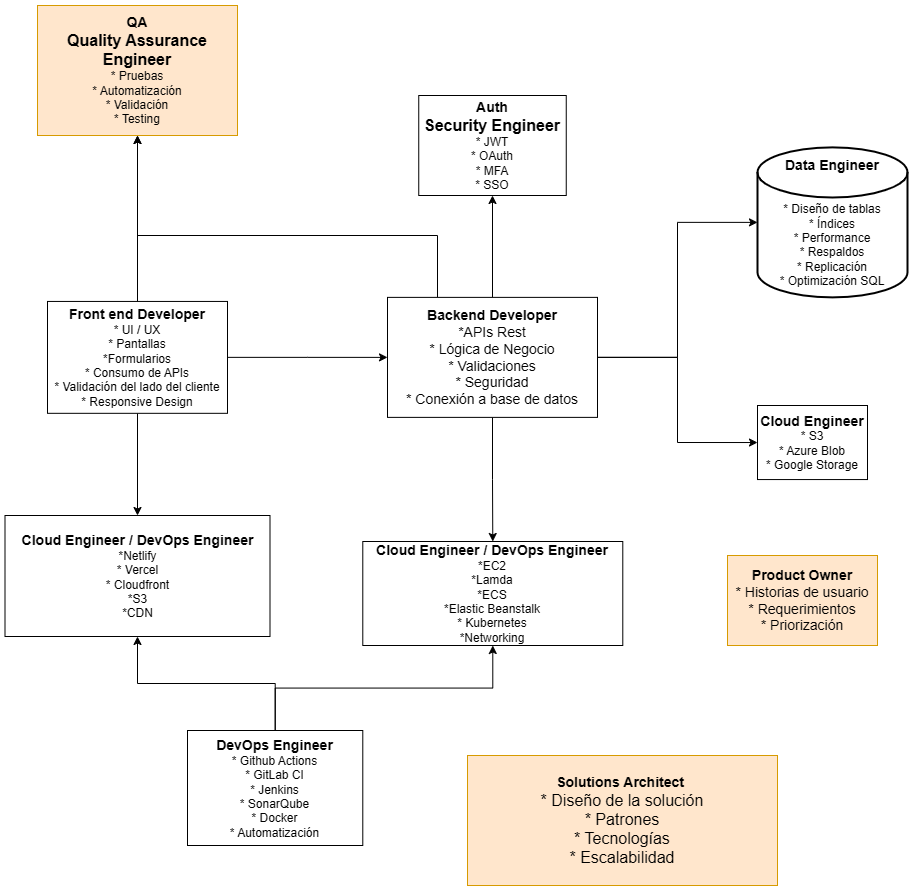 QA
Quality Assurance
Engineer
* Pruebas
* Automatización
* Validación
* Testing
Auth
Security Engineer
* JWT
* OAuth
* MFA
* SSO
Data Engineer
* Diseño de tablas
* Índices
* Performance
* Respaldos
* Replicación
* Optimización SQL
Front end Developer
* UI / UX
* Pantallas
*Formularios
* Consumo de APIs
* Validación del lado del cliente
* Responsive Design
Backend Developer
*APIs Rest
* Lógica de Negocio
* Validaciones
* Seguridad
* Conexión a base de datos
Cloud Engineer
* S3
* Azure Blob
* Google Storage
Cloud Engineer / DevOps Engineer
*Netlify
* Vercel
* Cloudfront
*S3
*CDN
Cloud Engineer / DevOps Engineer
*EC2
*Lamda
*ECS
*Elastic Beanstalk
* Kubernetes
*Networking
Product Owner
* Historias de usuario
* Requerimientos
* Priorización
DevOps Engineer
* Github Actions
* GitLab CI
* Jenkins
* SonarQube
* Docker
* Automatización
Solutions Architect
* Diseño de la solución
* Patrones
* Tecnologías
* Escalabilidad